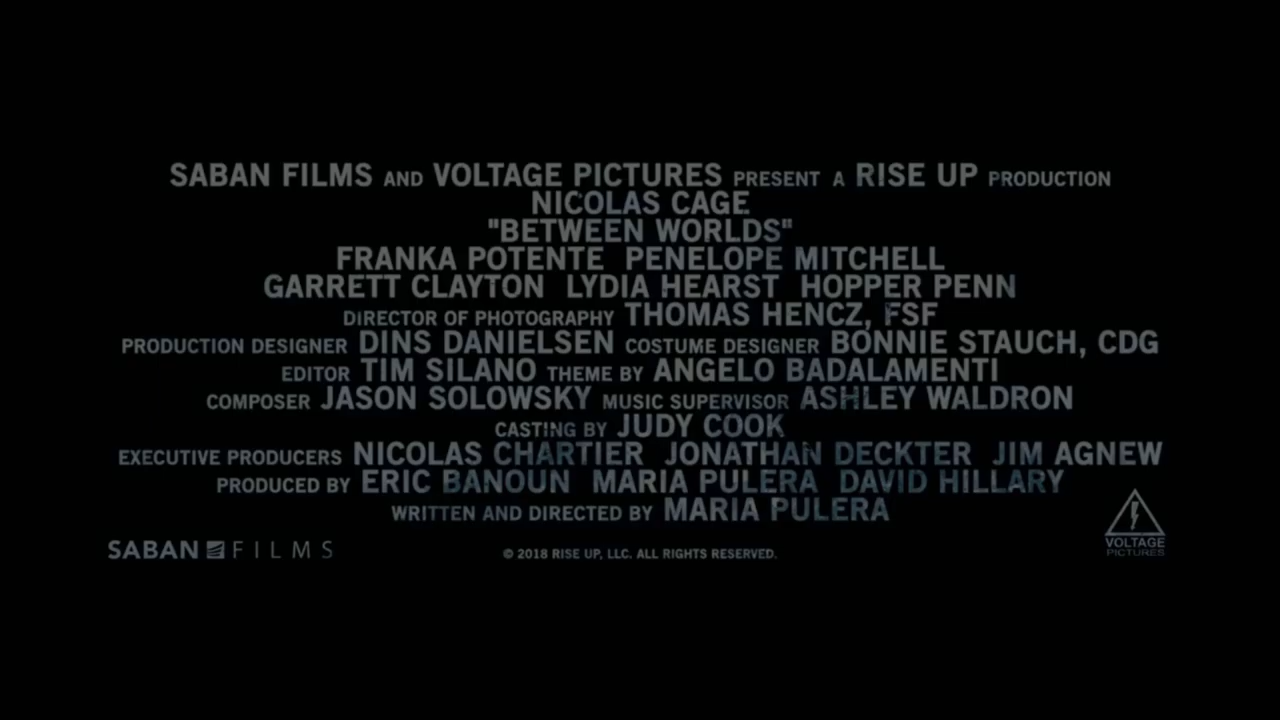 SABAN FILMS AND VOLTAGE PICTURES PRESENT A RISE UP PRODUCTION
NICOLAS CAGE
"BETWEEN WORLDS"
FRANKA POTENTE PENELOPE MITCHELL
GARRETT CLAYTON LYDIA HEARST HOPPER PENN
DIRECTOR OF PHOTOGRAPHY THOMAS HENCZ, FSF
PRODUCTION DESIGNER DINS DANIELSEN COSTUME DESIGNER BONNIE STAUCH, CDG
EDITOR TIM SILANO THEME BY ANGELO BADALAMENTI
COMPOSER JASON SOLOWSKY MUSIC SUPERVISOR ASHLEY WALDRON
CASTING BY JUDY COOK
EXECUTIVE PRODUCERS NICOLAS CHARTIER JONATHAN DECKTER JIM AGNEW
PRODUCED BY ERIC BANOUN MARIA PULERA DAVID HILLARY
WRITTEN AND DIRECTED BY MARIA PULERA
SABAN FILMS
© 2018 RISE UP, LLC. ALL RIGHTS RESERVED.
VOLTAGE
PICTURES